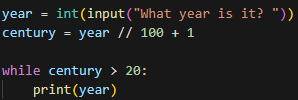 year = int(input("What year is it? "))
century = year // 100 + 1
while century > 20:
    print(year)